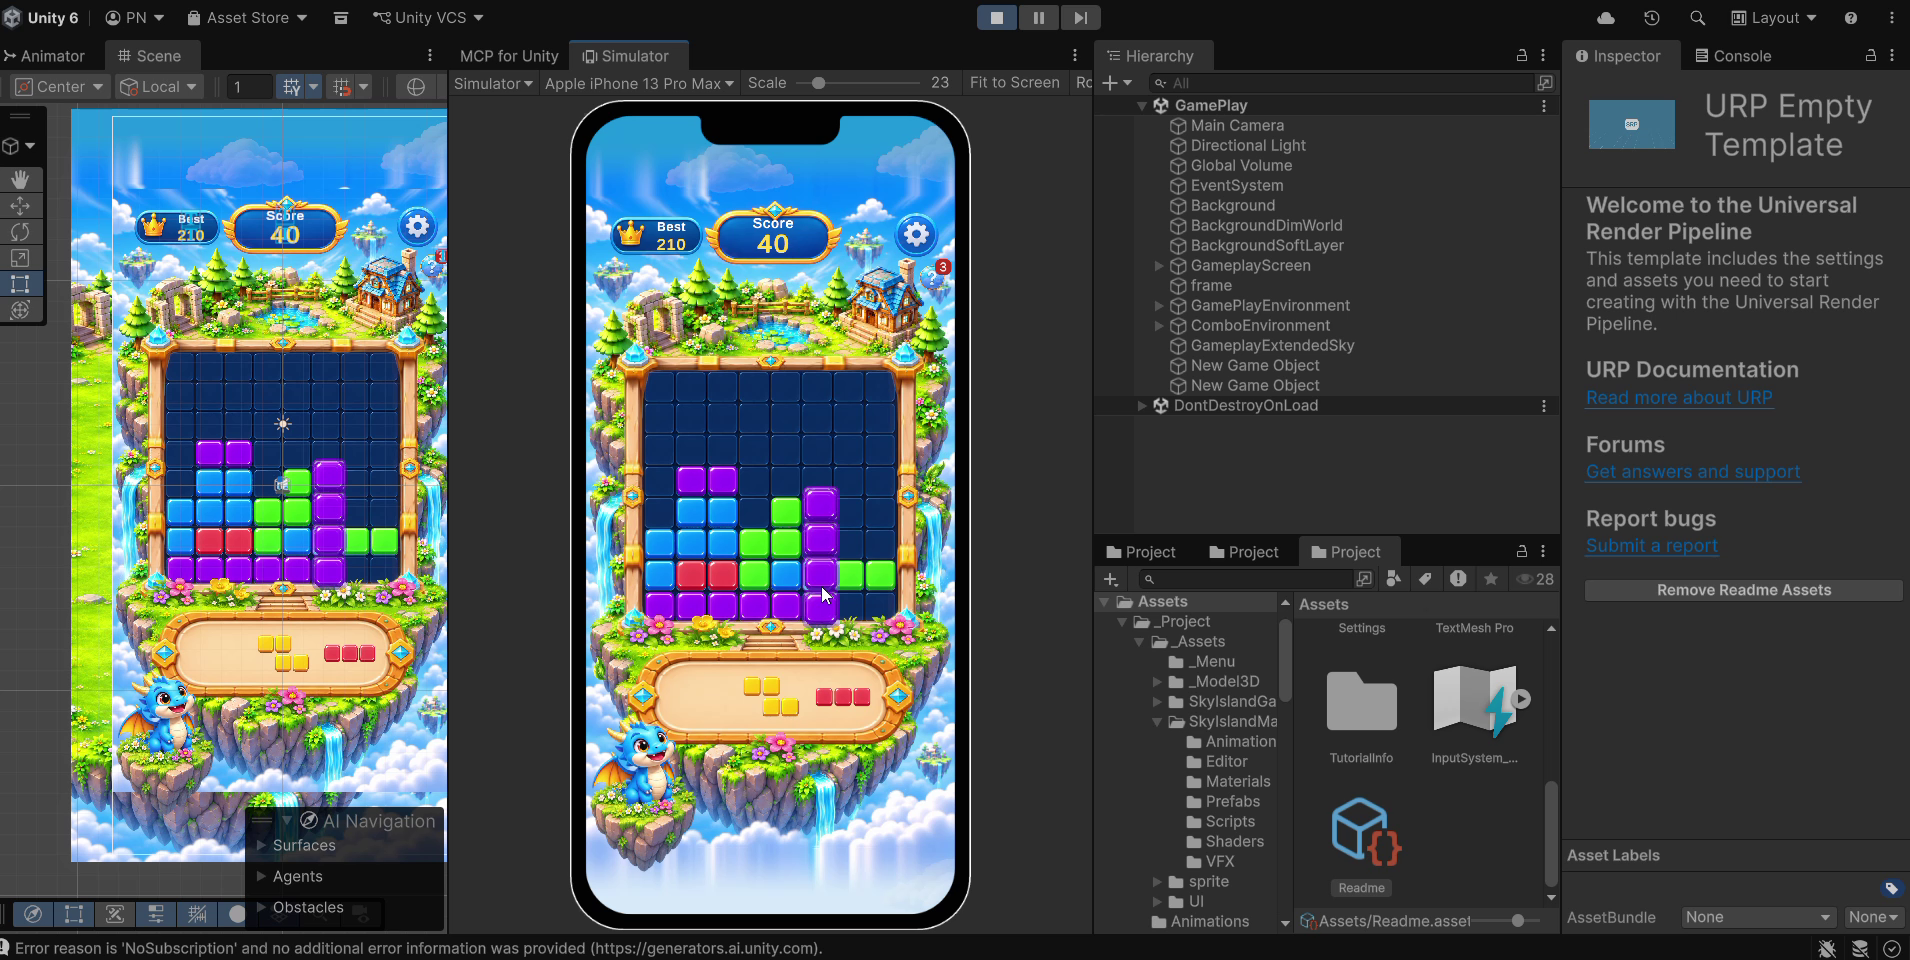 Unity 6
PN
Asset Store
Unity VCS
Layout
Animator
Scene
MCP for Unity
Simulator
Hierarchy
Inspector
Console
Center
Local
1
Simulator
Apple iPhone 13 Pro Max
Scale
23
Fit to Screen
Ro
All
GamePlay
Main Camera
Directional Light
Global Volume
EventSystem
Background
BackgroundDimWorld
BackgroundSoftLayer
GameplayScreen
frame
GamePlayEnvironment
ComboEnvironment
GameplayExtendedSky
New Game Object
New Game Object
DontDestroyOnLoad
Best
210
Score
40
Best
210
Score
40
3
AI Navigation
Surfaces
Agents
Obstacles
URP Empty
Template
Welcome to the Universal
Render Pipeline
This template includes the settings
and assets you need to start
creating with the Universal Render
Pipeline.
URP Documentation
Read more about URP
Forums
Get answers and support
Report bugs
Submit a report
Remove Readme Assets
Project
Project
Project
28
Assets
_Project
_Assets
_Menu
_Model3D
SkyIslandGa
SkyIslandMa
Animation
Editor
Materials
Prefabs
Scripts
Shaders
VFX
sprite
UI
Animations
Assets
Settings
TextMesh Pro
TutorialInfo
InputSystem_...
Readme
Assets/Readme.asset
Asset Labels
AssetBundle
None
None
Error reason is 'NoSubscription' and no additional error information was provided (https://generators.ai.unity.com).